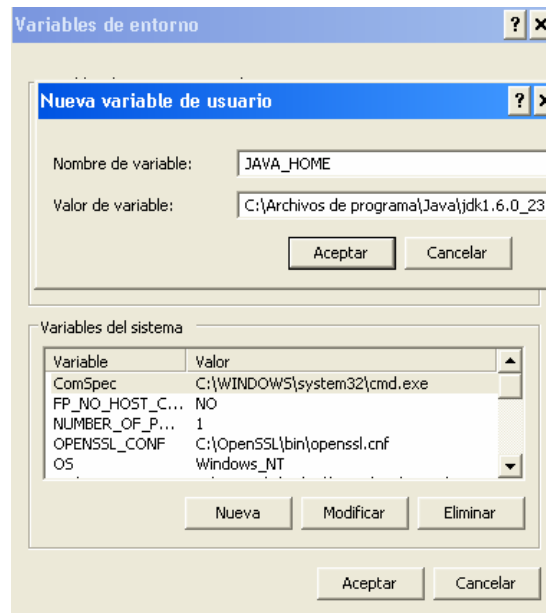 Variables de entorno
Nueva variable de usuario
Nombre de variable: JAVA_HOME
Valor de variable: C:\Archivos de programa\Java\jdk1.6.0_23
Aceptar Cancelar
Variables del sistema
Variable Valor
ComSpec C:\WINDOWS\system32\cmd.exe
FP_NO_HOST_C... NO
NUMBER_OF_P... 1
OPENSSL_CONF C:\OpenSSL\bin\openssl.cnf
OS Windows_NT
Nueva Modificar Eliminar
Aceptar Cancelar